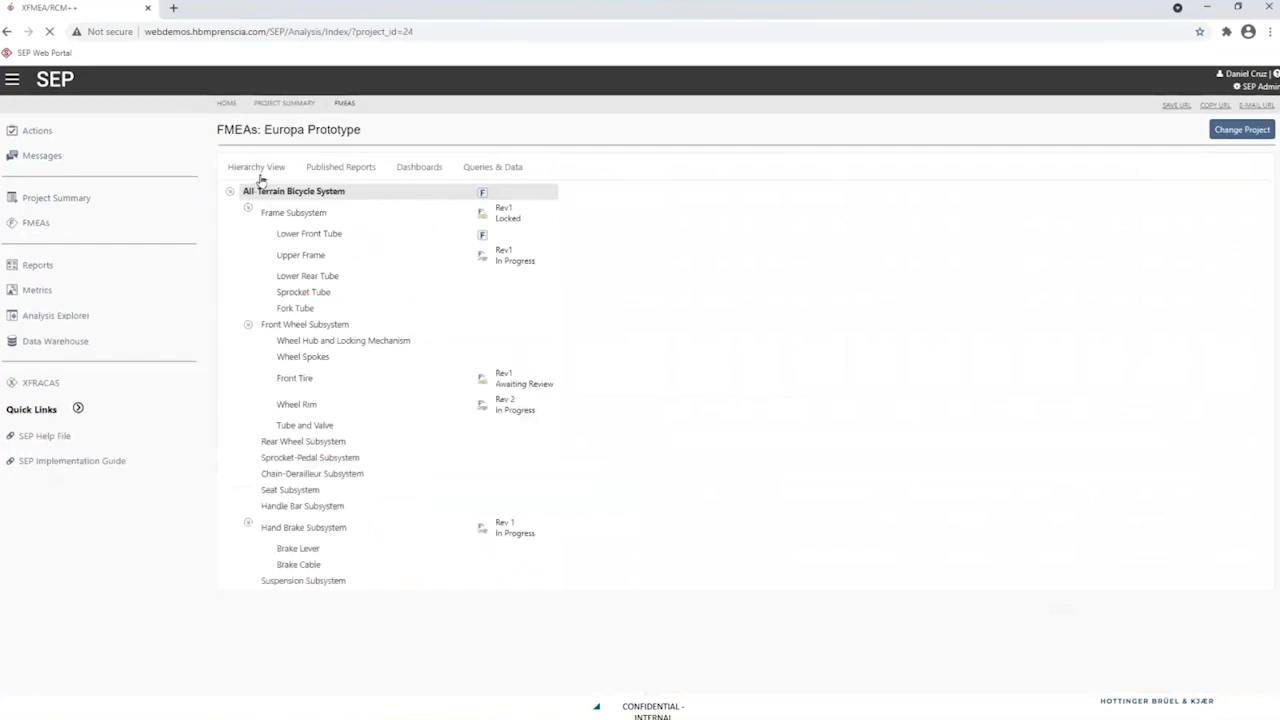 XFMEA/RCM++
Not secure
webdemos.hbmprenscia.com/SEP/Analysis/Index/?project_id=24
SEP Web Portal
SEP
Daniel Cruz |
SEP Admin
HOME
PROJECT SUMMARY
FMEAS
SAVE URL
COPY URL
E-MAIL URL
Actions
Messages
Project Summary
FMEAs
Reports
Metrics
Analysis Explorer
Data Warehouse
XFRACAS
Quick Links
SEP Help File
SEP Implementation Guide
FMEAs: Europa Prototype
Change Project
Hierarchy View
Published Reports
Dashboards
Queries & Data
All-Terrain Bicycle System
F
Frame Subsystem
Rev1
Locked
Lower Front Tube
F
Upper Frame
Rev1
In Progress
Lower Rear Tube
Sprocket Tube
Fork Tube
Front Wheel Subsystem
Wheel Hub and Locking Mechanism
Wheel Spokes
Front Tire
Rev1
Awaiting Review
Wheel Rim
Rev 2
In Progress
Tube and Valve
Rear Wheel Subsystem
Sprocket-Pedal Subsystem
Chain-Derailleur Subsystem
Seat Subsystem
Handle Bar Subsystem
Hand Brake Subsystem
Rev 1
In Progress
Brake Lever
Brake Cable
Suspension Subsystem
CONFIDENTIAL -
INTERNAL
HOTTINGER BRÜEL & KJÆR